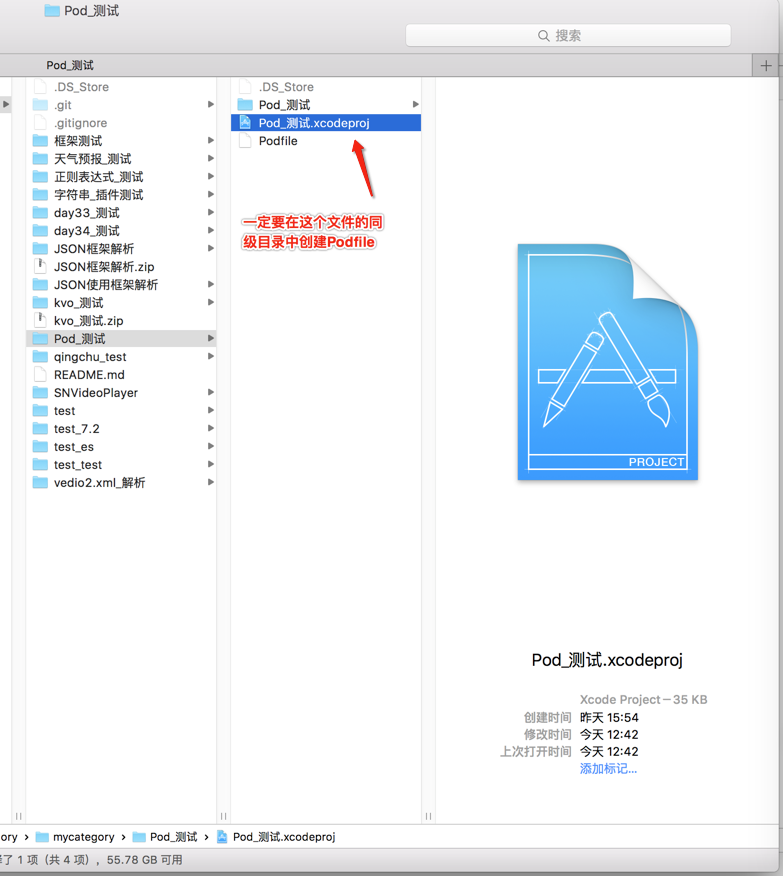 Pod_测试
搜索
Pod_测试
.DS_Store
.git
.gitignore
框架测试
天气预报_测试
正则表达式_测试
字符串_插件测试
day33_测试
day34_测试
JSON框架解析
JSON框架解析.zip
JSON使用框架解析
kvo_测试
kvo_测试.zip
Pod_测试
qingchu_test
README.md
SNVideoPlayer
test
test_7.2
test_es
test_test
vedio2.xml_解析
.DS_Store
Pod_测试
Pod_测试.xcodeproj
Podfile
一定要在这个文件的同
级目录中创建Podfile
PROJECT
Pod_测试.xcodeproj
Xcode Project — 35 KB
创建时间 昨天 15:54
修改时间 今天 12:42
上次打开时间 今天 12:42
添加标记...
ory › mycategory › Pod_测试 › Pod_测试.xcodeproj
了 1 项（共 4 项），55.78 GB 可用